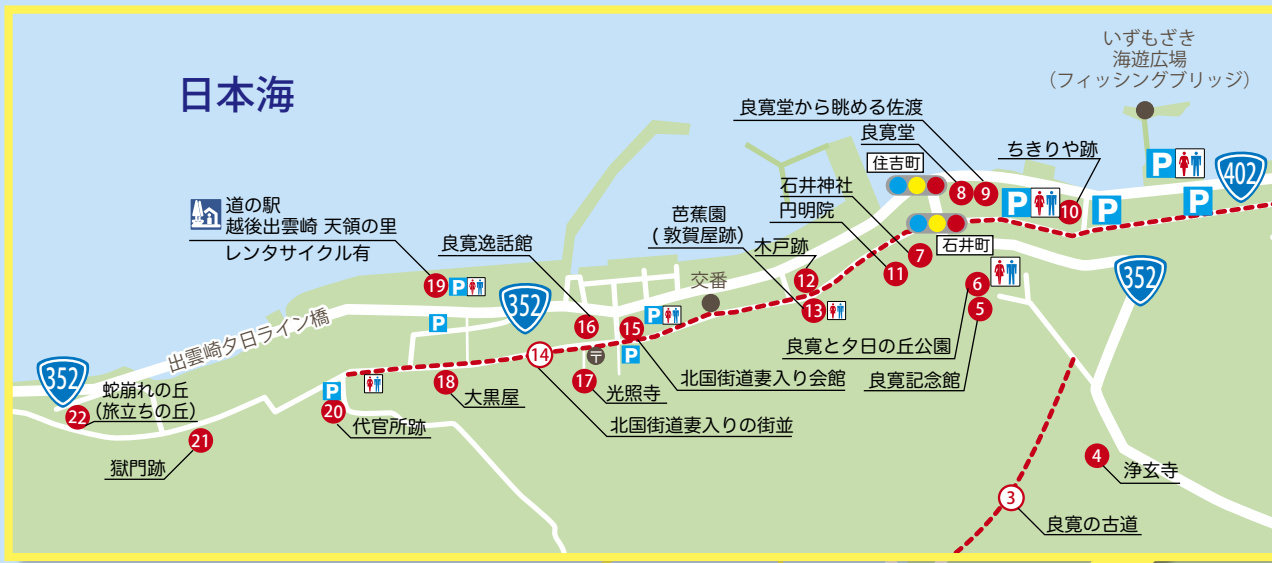 日本海
いずもざき
海遊広場
(フィッシングブリッジ)
良寛堂から眺める佐渡
良寛堂
ちきりや跡
住吉町
P
402
8
9
P
10
P
P
石井神社
円明院
石井町
7
11
道の駅
越後出雲崎 天領の里
レンタサイクル有
芭蕉園
(敦賀屋跡)
木戸跡
良寛逸話館
交番
12
13
19
P
352
352
6
5
16
15
P
P
良寛と夕日の丘公園
良寛記念館
出雲崎夕日ライン橋
14
〒
P
17
光照寺
北国街道妻入り会館
18
大黒屋
北国街道妻入りの街並
352
蛇崩れの丘
(旅立ちの丘)
22
P
20
代官所跡
21
獄門跡
4
浄玄寺
3
良寛の古道